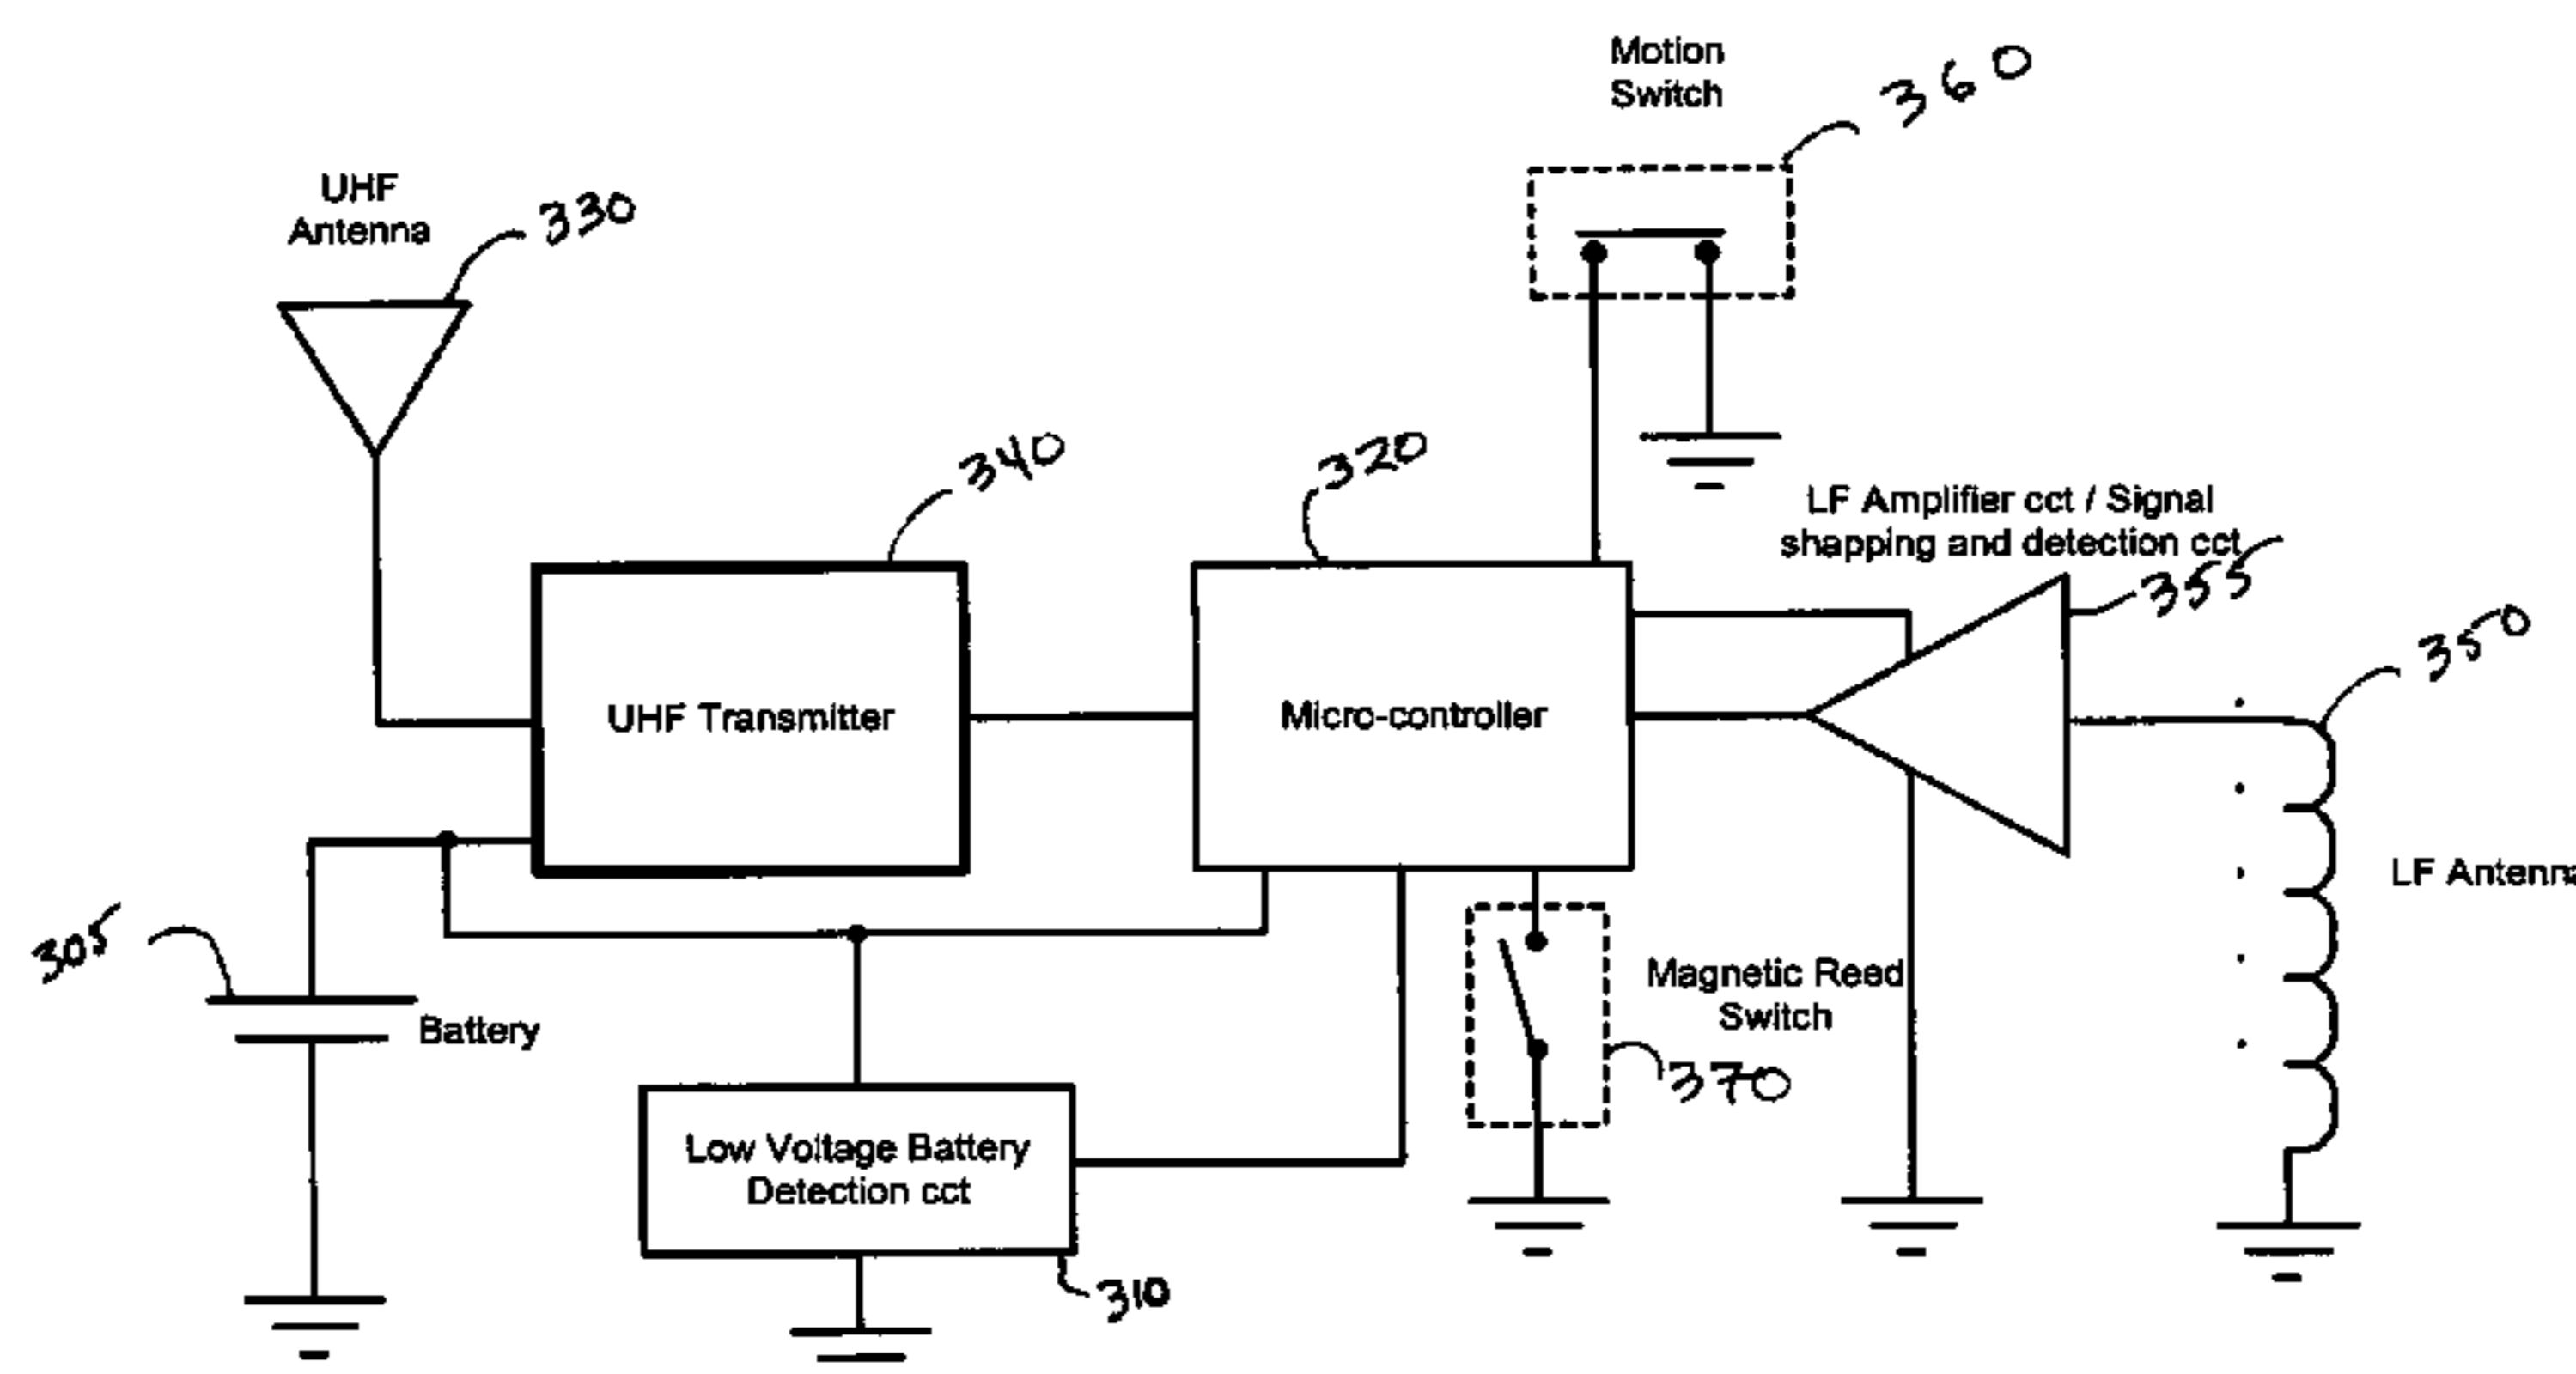 Motion
Switch
360
UHF
Antenna
330
340
320
LF Amplifier cct / Signal
shapping and detection cct
355
350
UHF Transmitter
Micro-controller
LF Antenna
305
Battery
Magnetic Reed
Switch
370
Low Voltage Battery
Detection cct
310